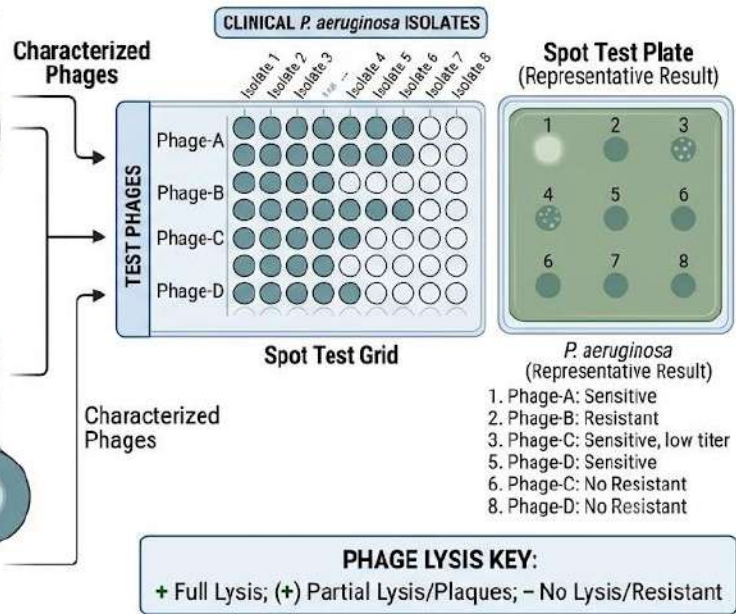 CLINICAL P. aeruginosa ISOLATES
Characterized
Phages
Isolate 1
Isolate 2
Isolate 3
...
Isolate 4
Isolate 5
Isolate 6
Isolate 7
Isolate 8
TEST PHAGES
Phage-A
Phage-B
Phage-C
Phage-D
Spot Test Grid
Characterized
Phages
Spot Test Plate
(Representative Result)
1 2 3
4 5 6
6 7 8
P. aeruginosa
(Representative Result)
1. Phage-A: Sensitive
2. Phage-B: Resistant
3. Phage-C: Sensitive, low titer
5. Phage-D: Sensitive
6. Phage-C: No Resistant
8. Phage-D: No Resistant
PHAGE LYSIS KEY:
+ Full Lysis; (+) Partial Lysis/Plaques; – No Lysis/Resistant